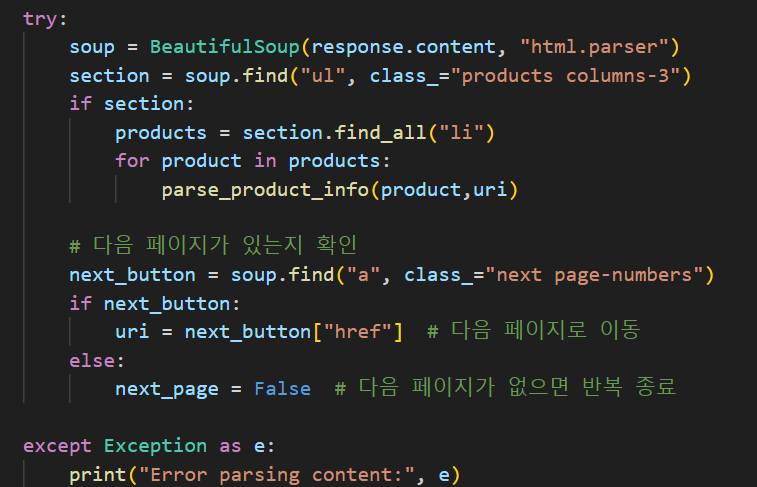 try:
    soup = BeautifulSoup(response.content, "html.parser")
    section = soup.find("ul", class_="products columns-3")
    if section:
        products = section.find_all("li")
        for product in products:
            parse_product_info(product,uri)

    # 다음 페이지가 있는지 확인
    next_button = soup.find("a", class_="next page-numbers")
    if next_button:
        uri = next_button["href"]  # 다음 페이지로 이동
    else:
        next_page = False  # 다음 페이지가 없으면 반복 종료

except Exception as e:
    print("Error parsing content:", e)